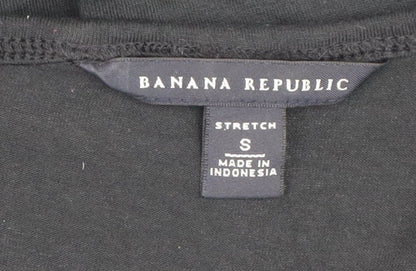 BANANA REPUBLIC
STRETCH
S
MADE IN
INDONESIA